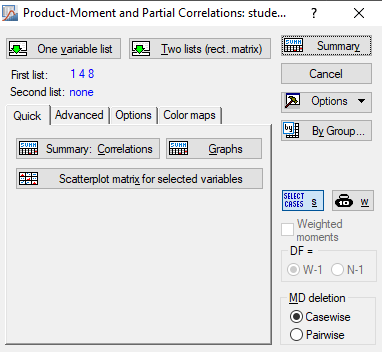 Product-Moment and Partial Correlations: stude... ? ×
One variable list Two lists (rect. matrix) Summary
First list: 1 4 8 Cancel
Second list: none
Options
Quick Advanced Options Color maps
By Group...
Summary: Correlations Graphs
Scatterplot matrix for selected variables
SELECT CASES S W
Weighted moments
DF =
W-1 N-1
MD deletion
Casewise
Pairwise